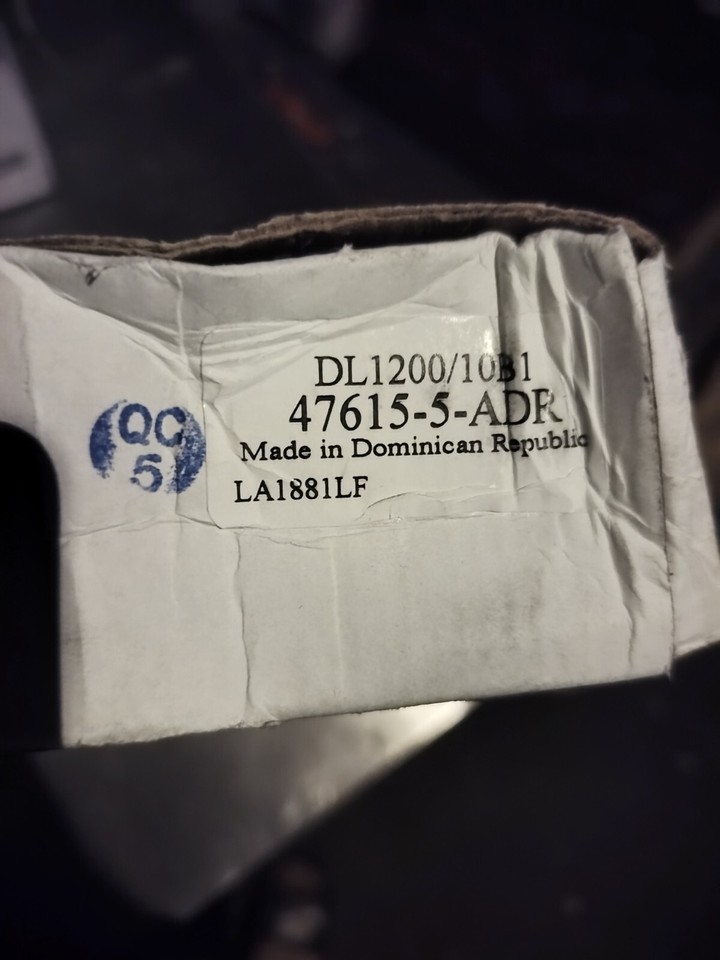 DL1200/10B1
47615-5-ADR
Made in Dominican Republic
LA1881LF
QC
5